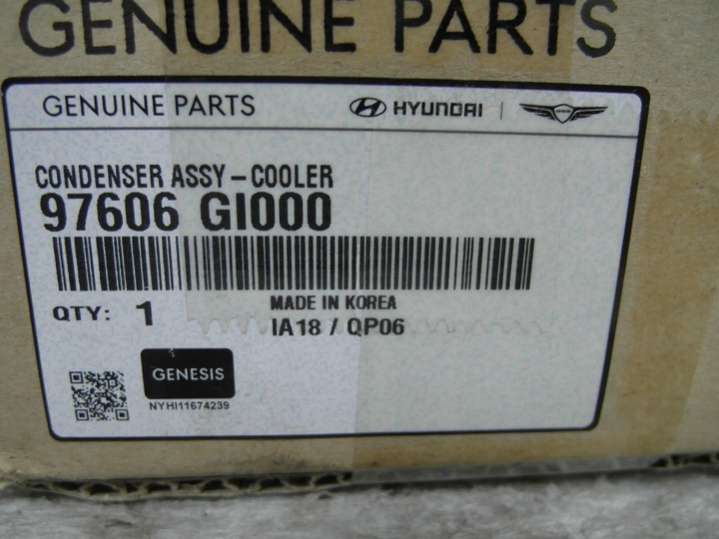 GENUINE PARTS
GENUINE PARTS HYUNDAI | GENESIS
CONDENSER ASSY-COOLER
97606 GI000
QTY: 1 MADE IN KOREA
IA18 / QP06
GENESIS
NYHI11674239